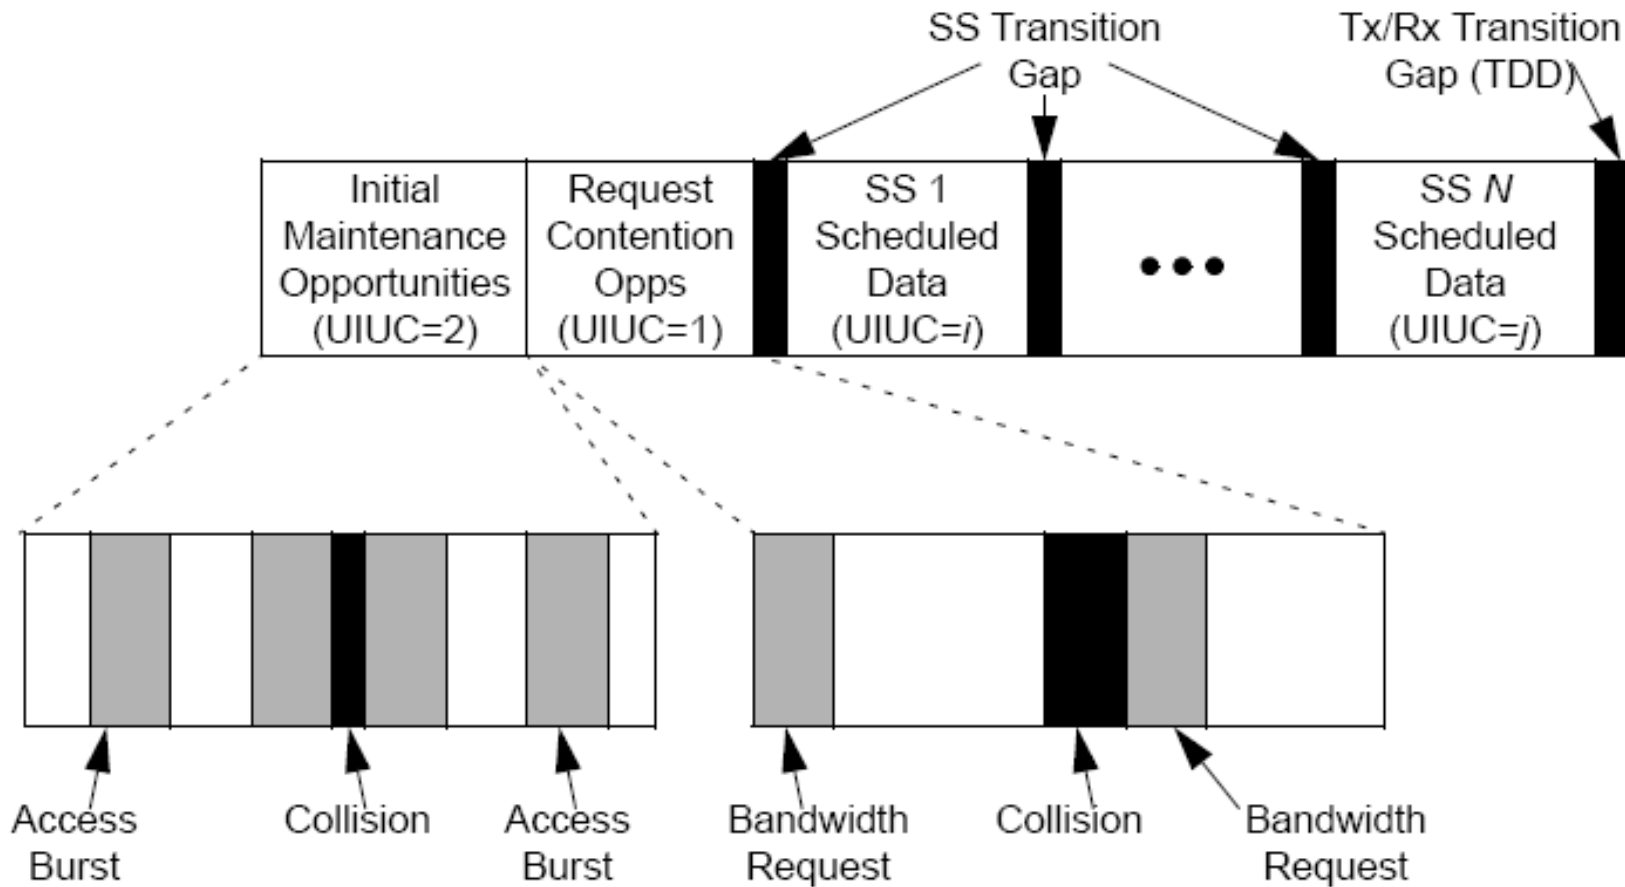 SS Transition
Gap
Tx/Rx Transition
Gap (TDD)
Initial
Maintenance
Opportunities
(UIUC=2)
Request
Contention
Opps
(UIUC=1)
SS 1
Scheduled
Data
(UIUC=i)
SS N
Scheduled
Data
(UIUC=j)
Access
Burst
Collision
Access
Burst
Bandwidth
Request
Collision
Bandwidth
Request